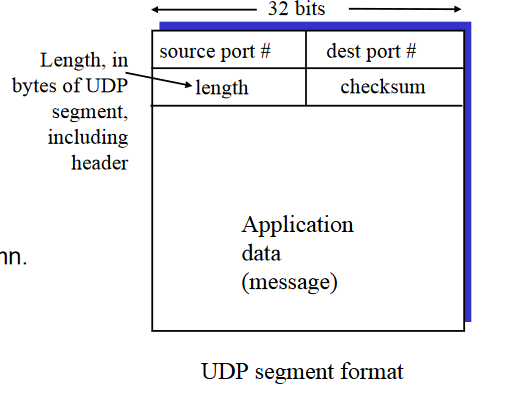 32 bits
source port #
dest port #
Length, in
bytes of UDP
segment,
including
header
length
checksum
Application
data
(message)
UDP segment format